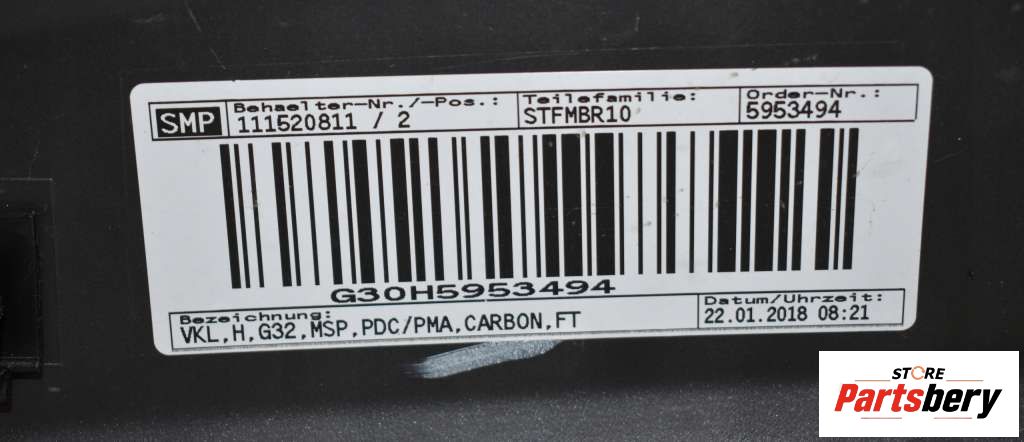 SMP
Behaelter-Nr./-Pos.:
111520811 / 2
Teilefamilie:
STFMBR10
Order-Nr.:
5953494
G30H5953494
Bezeichnung:
VKL,H,G32,MSP,PDC/PMA,CARBON,FT
Datum/Uhrzeit:
22.01.2018 08:21
STORE
Partsbery